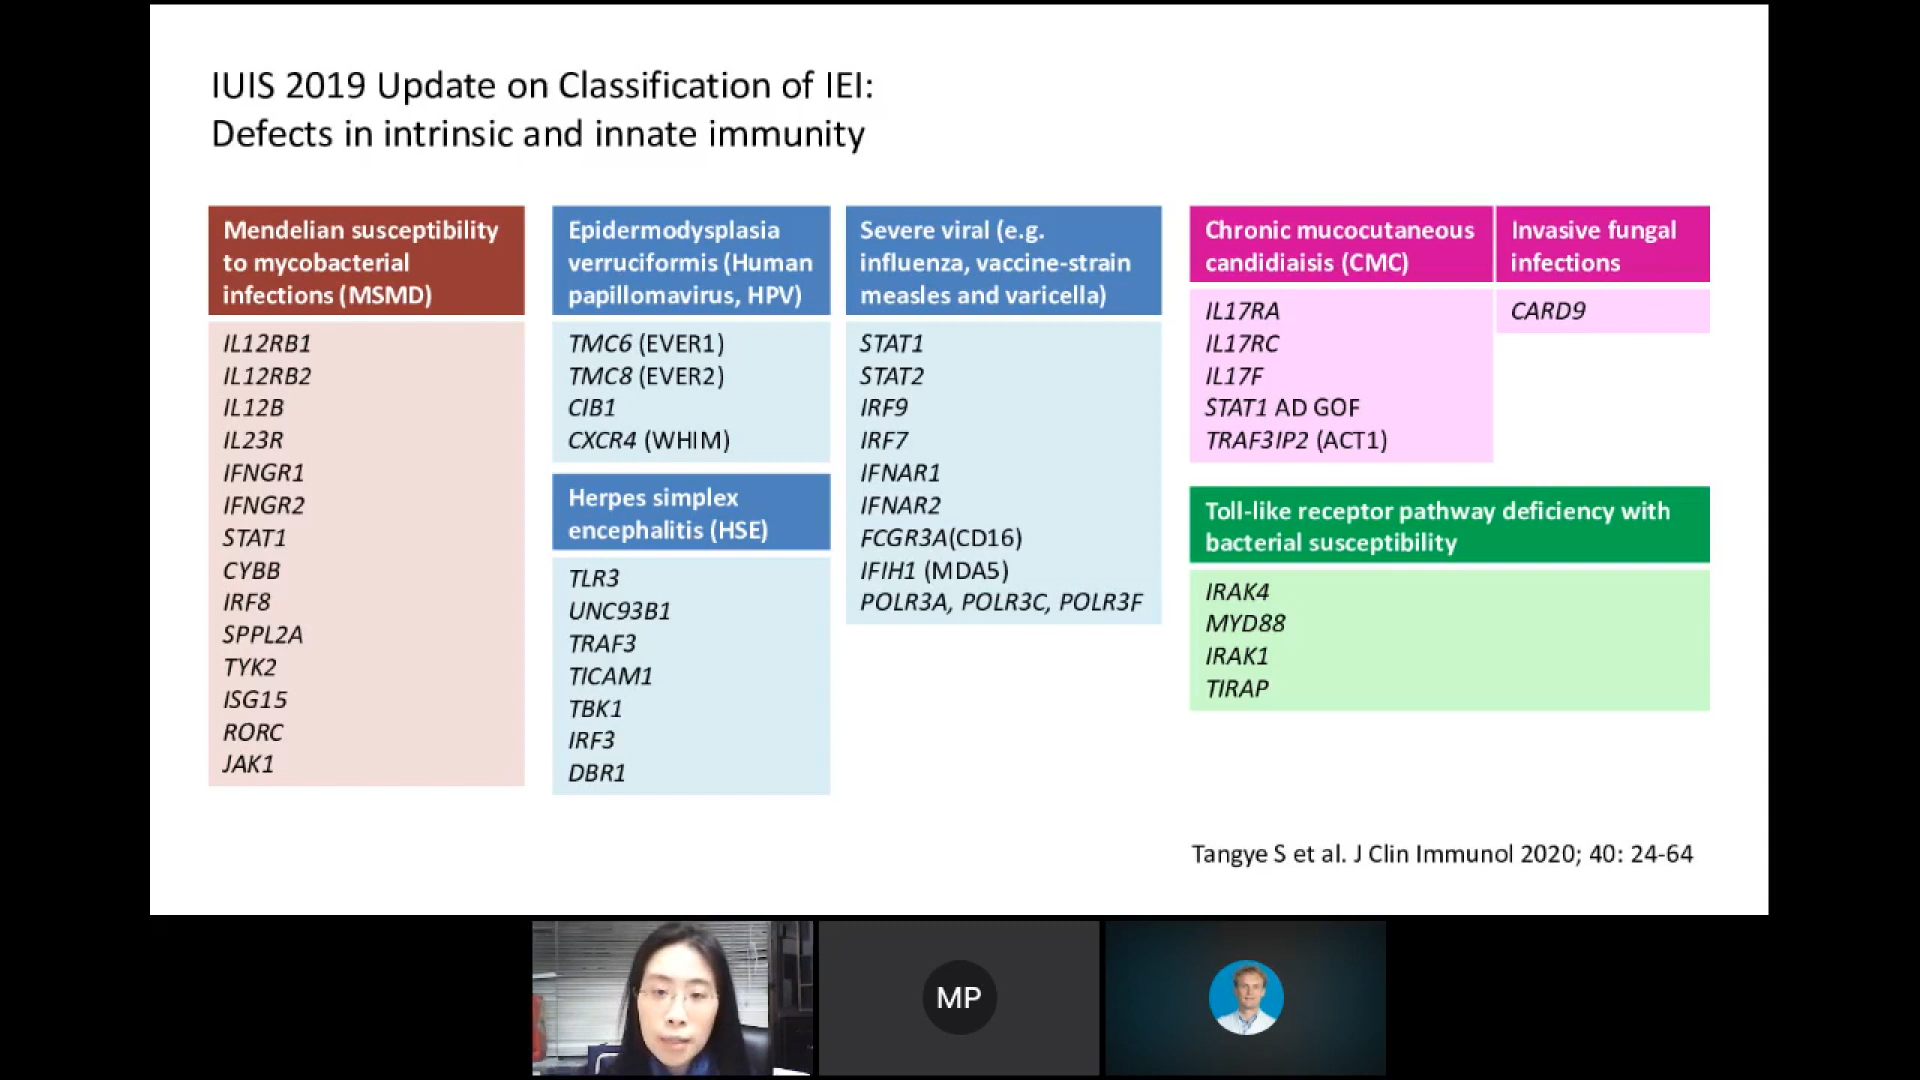 IUIS 2019 Update on Classification of IEI:
Defects in intrinsic and innate immunity
Mendelian susceptibility
to mycobacterial
infections (MSMD)
IL12RB1
IL12RB2
IL12B
IL23R
IFNGR1
IFNGR2
STAT1
CYBB
IRF8
SPPL2A
TYK2
ISG15
RORC
JAK1
Epidermodysplasia
verruciformis (Human
papillomavirus, HPV)
TMC6 (EVER1)
TMC8 (EVER2)
CIB1
CXCR4 (WHIM)
Herpes simplex
encephalitis (HSE)
TLR3
UNC93B1
TRAF3
TICAM1
TBK1
IRF3
DBR1
Severe viral (e.g.
influenza, vaccine-strain
measles and varicella)
STAT1
STAT2
IRF9
IRF7
IFNAR1
IFNAR2
FCGR3A(CD16)
IFIH1 (MDA5)
POLR3A, POLR3C, POLR3F
Chronic mucocutaneous
candidiaisis (CMC)
IL17RA
IL17RC
IL17F
STAT1 AD GOF
TRAF3IP2 (ACT1)
Invasive fungal
infections
CARD9
Toll-like receptor pathway deficiency with
bacterial susceptibility
IRAK4
MYD88
IRAK1
TIRAP
Tangye S et al. J Clin Immunol 2020; 40: 24-64
MP